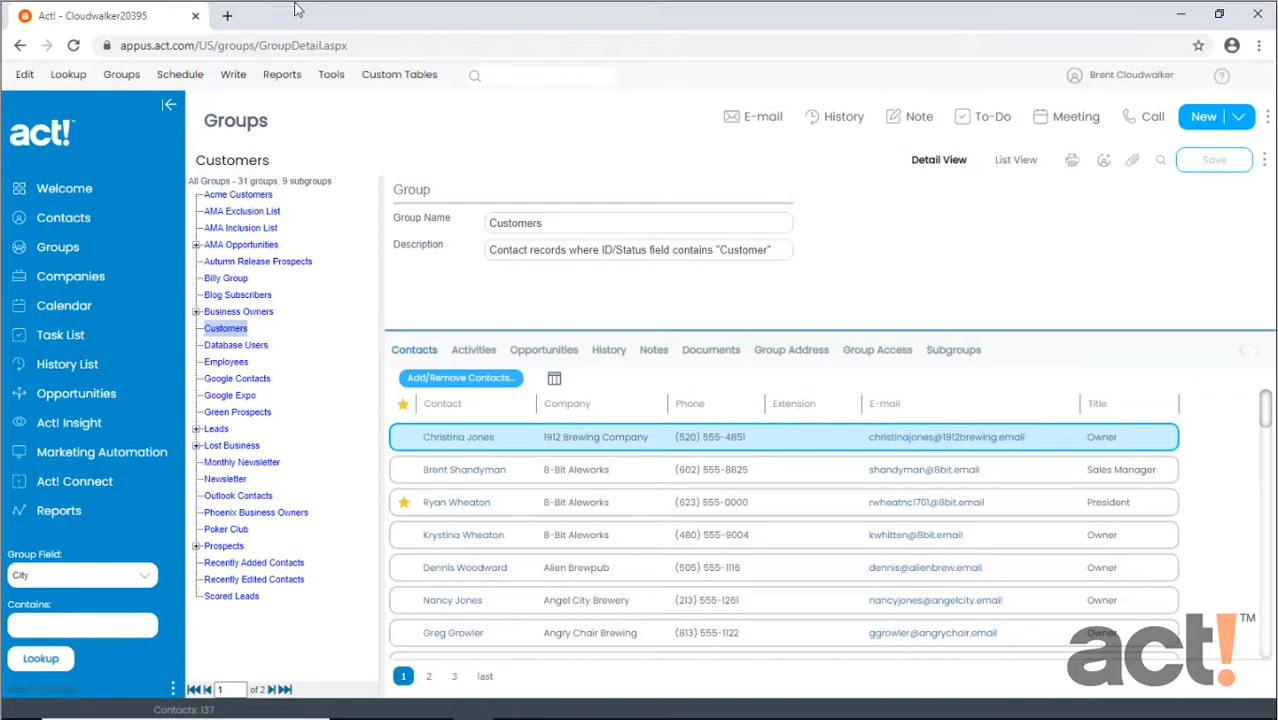 Act! - Cloudwalker20395
appus.act.com/US/groups/GroupDetail.aspx
Edit Lookup Groups Schedule Write Reports Tools Custom Tables
Brent Cloudwalker
act!
Welcome
Contacts
Groups
Companies
Calendar
Task List
History List
Opportunities
Act! Insight
Marketing Automation
Act! Connect
Reports
Group Field:
City
Contains:
Lookup
Groups
E-mail History Note To-Do Meeting Call New
Customers
Detail View List View Save
All Groups - 31 groups, 9 subgroups
Acme Customers
AMA Exclusion List
AMA Inclusion List
AMA Opportunities
Autumn Release Prospects
Billy Group
Blog Subscribers
Business Owners
Customers
Database Users
Employees
Google Contacts
Google Expo
Green Prospects
Leads
Lost Business
Monthly Newsletter
Newsletter
Outlook Contacts
Phoenix Business Owners
Poker Club
Prospects
Recently Added Contacts
Recently Edited Contacts
Scored Leads
1 of 2
Group
Group Name Customers
Description Contact records where ID/Status field contains "Customer"
Contacts Activities Opportunities History Notes Documents Group Address Group Access Subgroups
Add/Remove Contacts...
Contact Company Phone Extension E-mail Title
Christina Jones 1912 Brewing Company (520) 555-4851 christinajones@1912brewing.email Owner
Brent Shandyman 8-Bit Aleworks (602) 555-8825 shandyman@8bit.email Sales Manager
Ryan Wheaton 8-Bit Aleworks (623) 555-0000 rwheatnc1701@8bit.email President
Krystina Wheaton 8-Bit Aleworks (480) 555-9004 kwhitten@8bit.email Owner
Dennis Woodward Alien Brewpub (505) 555-1116 dennis@alienbrew.email Owner
Nancy Jones Angel City Brewery (213) 555-1261 nancyjones@angelcity.email Owner
Greg Growler Angry Chair Brewing (813) 555-1122 ggrowler@angrychair.email Owner
1 2 3 last
act! TM
Contacts: 137